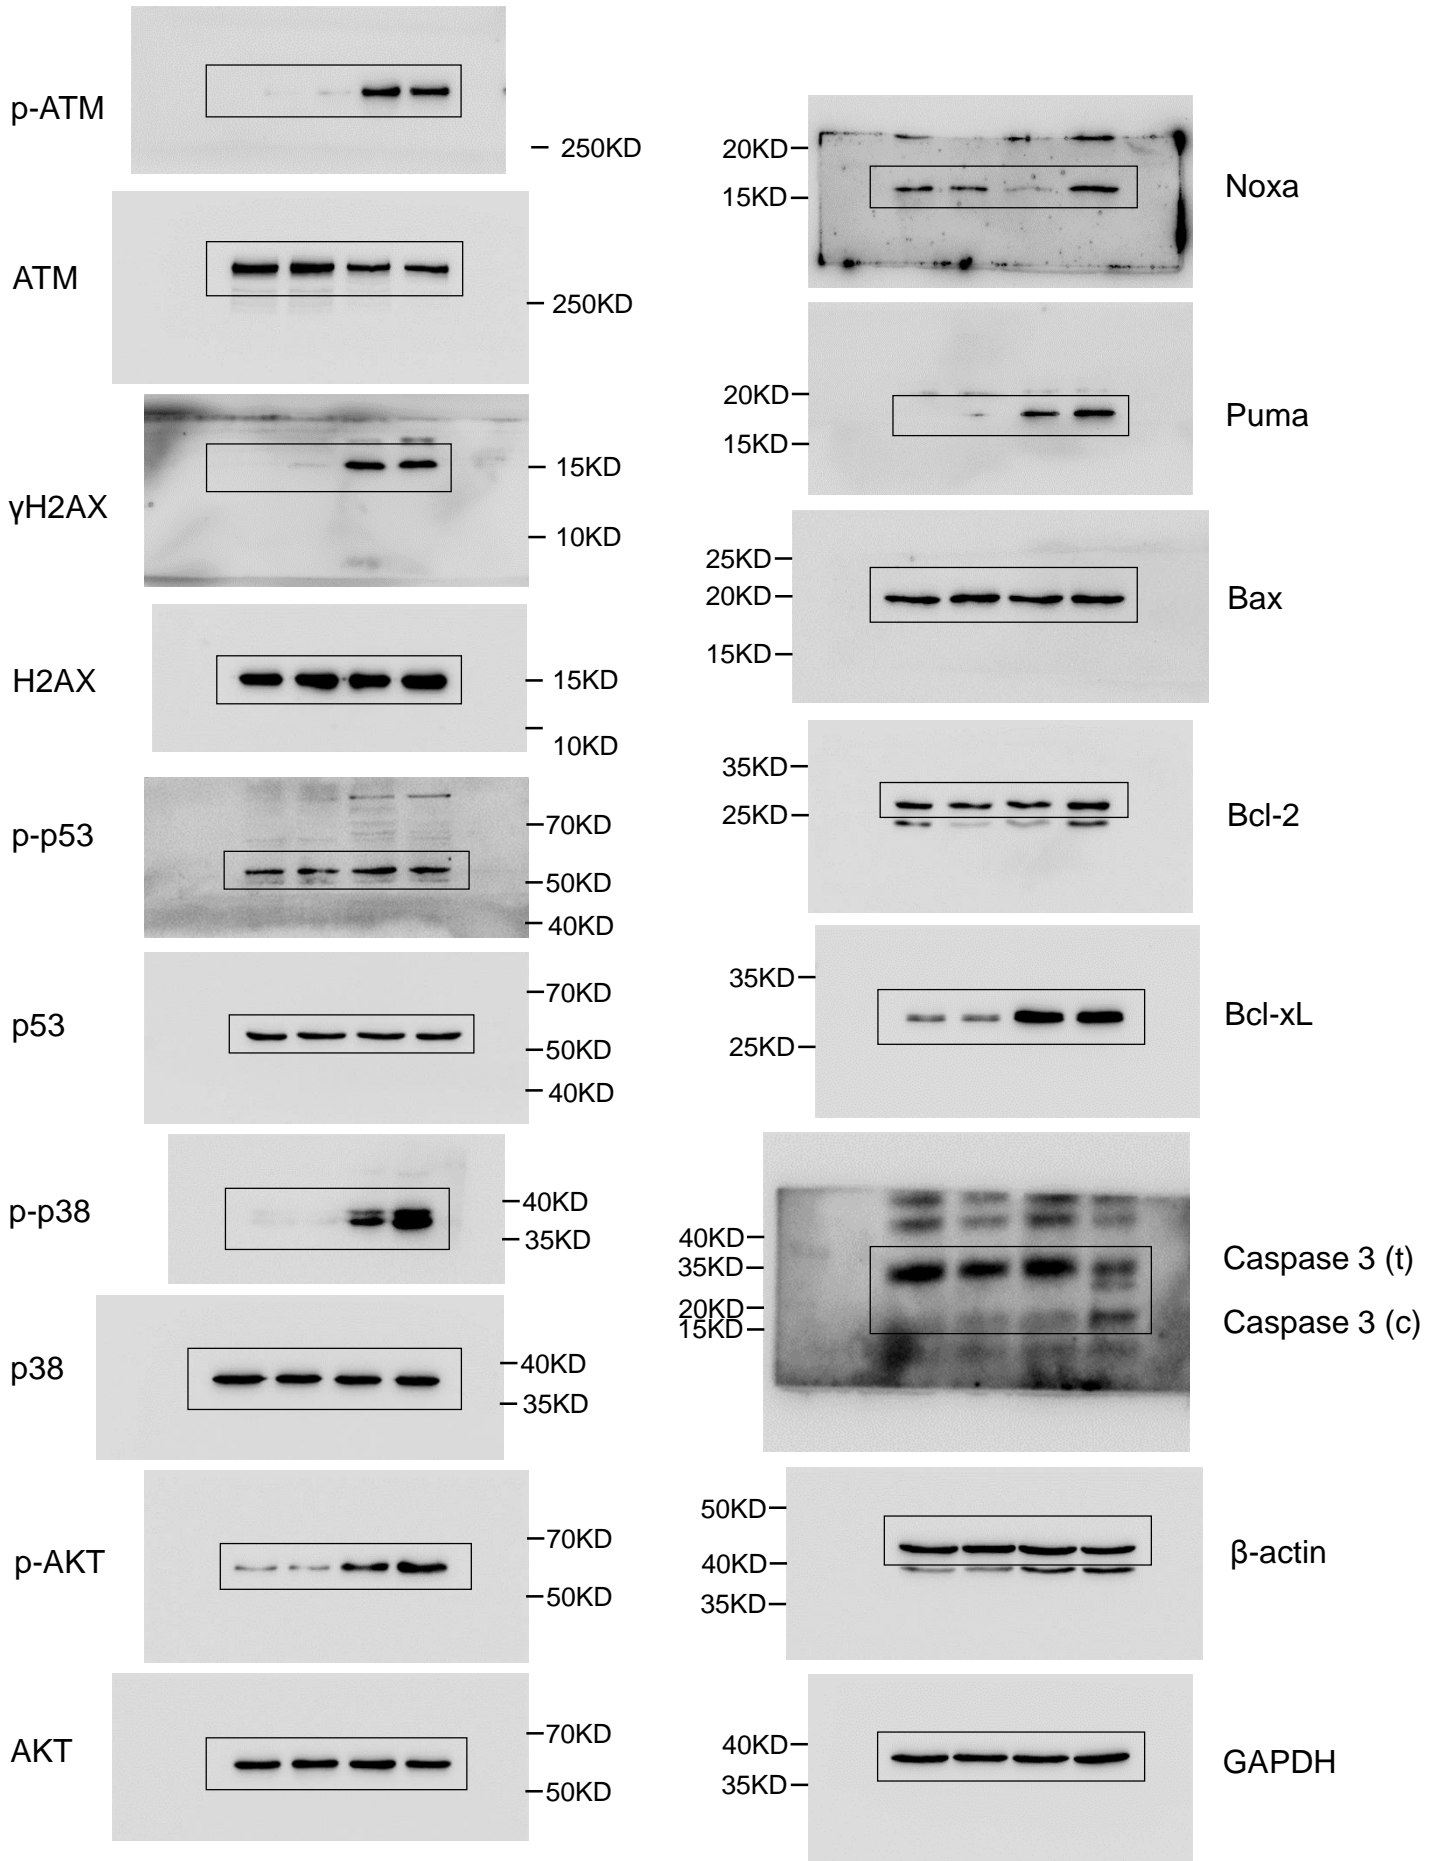 p-ATM
250KD
ATM
250KD
γH2AX
15KD
10KD
H2AX
15KD
10KD
p-p53
70KD
50KD
40KD
p53
70KD
50KD
40KD
p-p38
40KD
35KD
p38
40KD
35KD
p-AKT
70KD
50KD
AKT
70KD
50KD
20KD
15KD
Noxa
20KD
15KD
Puma
25KD
20KD
15KD
Bax
35KD
25KD
Bcl-2
35KD
25KD
Bcl-xL
40KD
35KD
20KD
15KD
Caspase 3 (t)
Caspase 3 (c)
50KD
40KD
35KD
β-actin
40KD
35KD
GAPDH